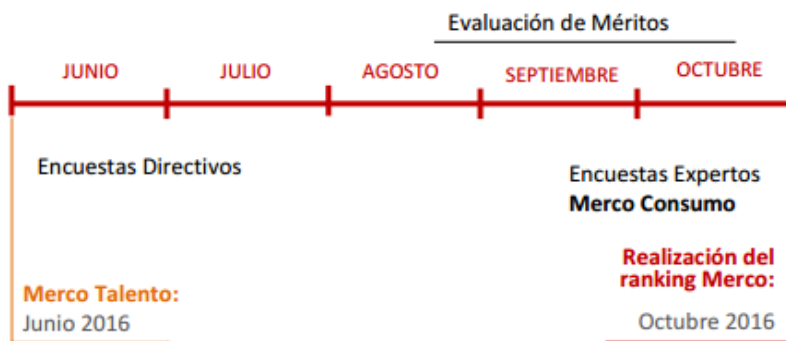 Evaluación de Méritos
JUNIO JULIO AGOSTO SEPTIEMBRE OCTUBRE
Encuestas Directivos
Encuestas Expertos
Merco Consumo
Realización del
ranking Merco:
Merco Talento:
Junio 2016
Octubre 2016